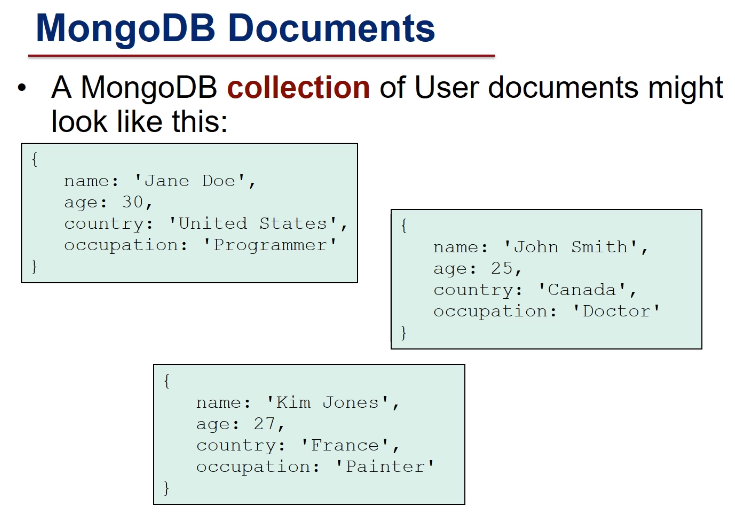 MongoDB Documents
• A MongoDB collection of User documents might
look like this:
{
name: 'Jane Doe',
age: 30,
country: 'United States',
occupation: 'Programmer'
}
{
name: 'John Smith',
age: 25,
country: 'Canada',
occupation: 'Doctor'
}
{
name: 'Kim Jones',
age: 27,
country: 'France',
occupation: 'Painter'
}